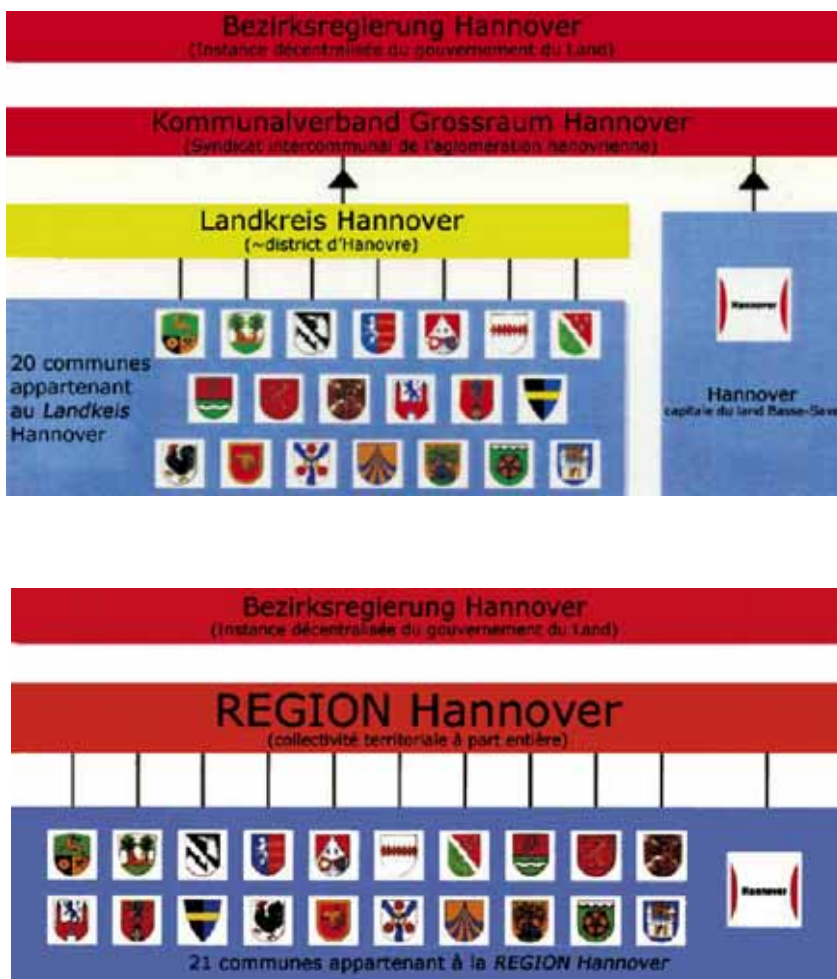 Bezirksregierung Hannover
(Instance décentralisée du gouvernement du Land)
Kommunalverband Grossraum Hannover
(Syndicat intercommunal de l'aglomeration hanovrienne)
Landkreis Hannover
(~district d'Hanovre)
20 communes
appartenant
au Landkeis
Hannover
Hannover
Hannover
capitale du land Basse-Saxe
Bezirksregierung Hannover
(Instance décentralisée du gouvernement du Land)
REGION Hannover
(collectivité territoriale à part entière)
Hannover
21 communes appartenant à la REGION Hannover